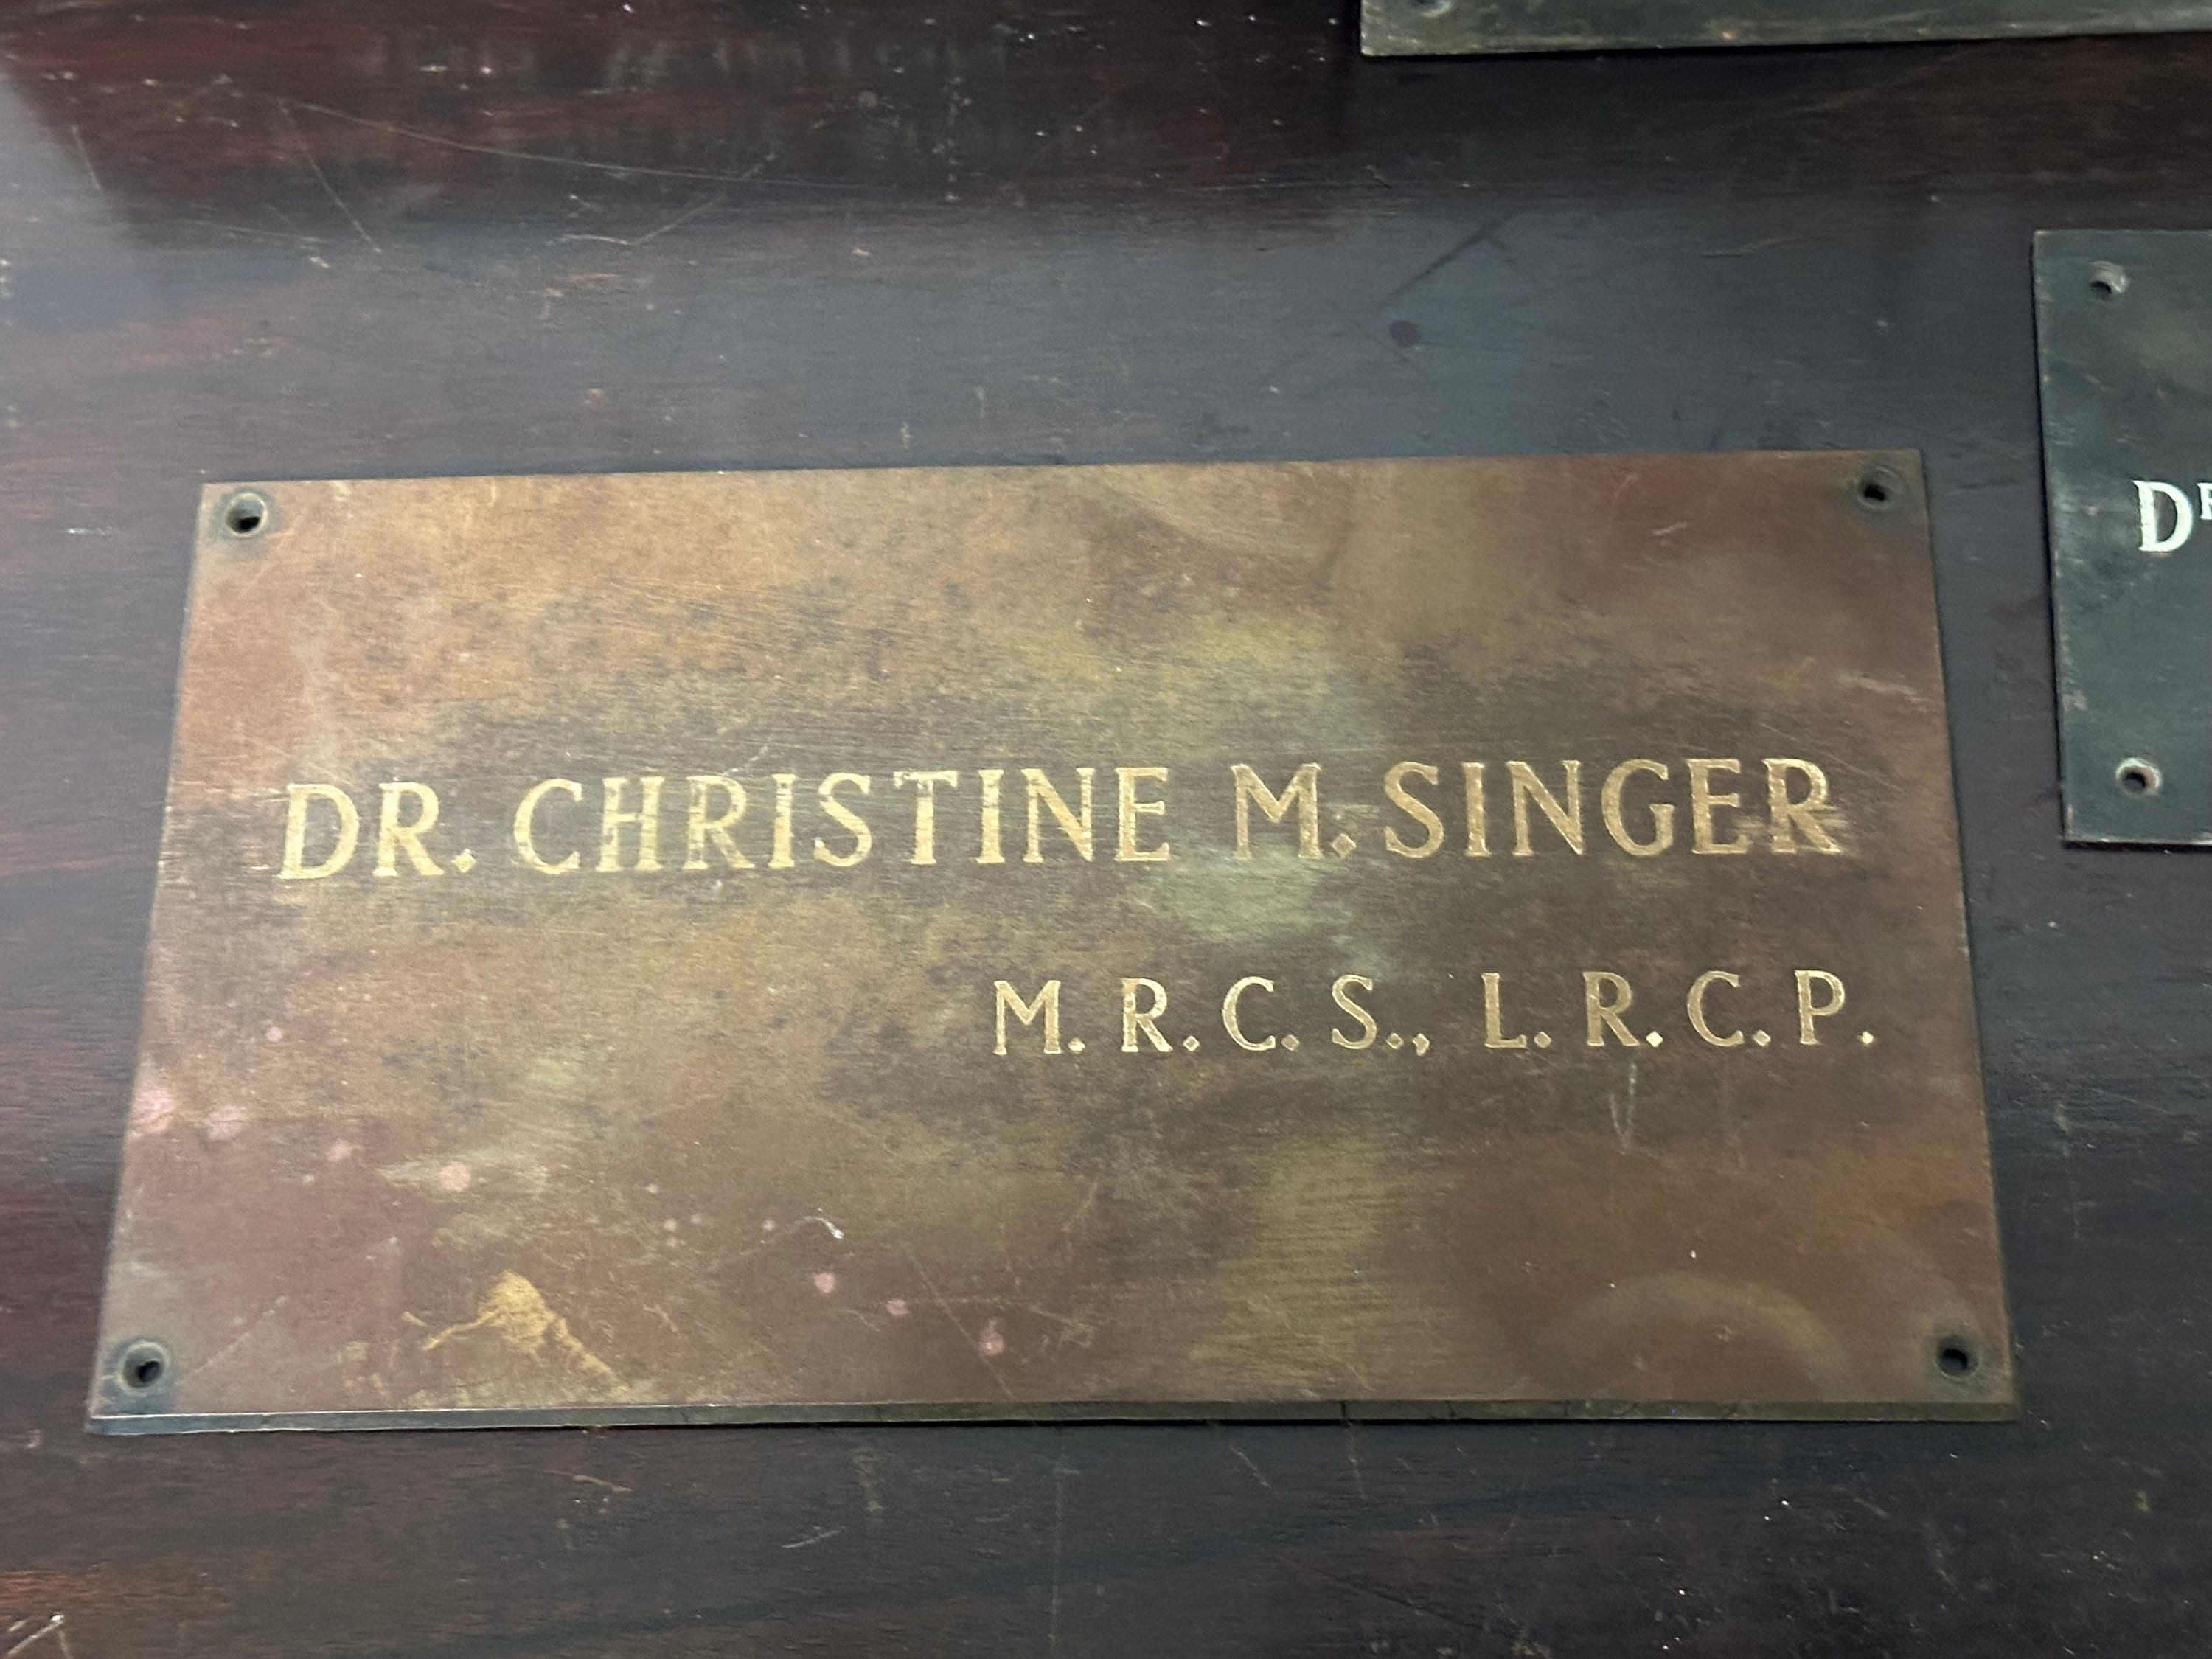 DR. CHRISTINE M. SINGER
M. R. C. S., L. R. C. P.